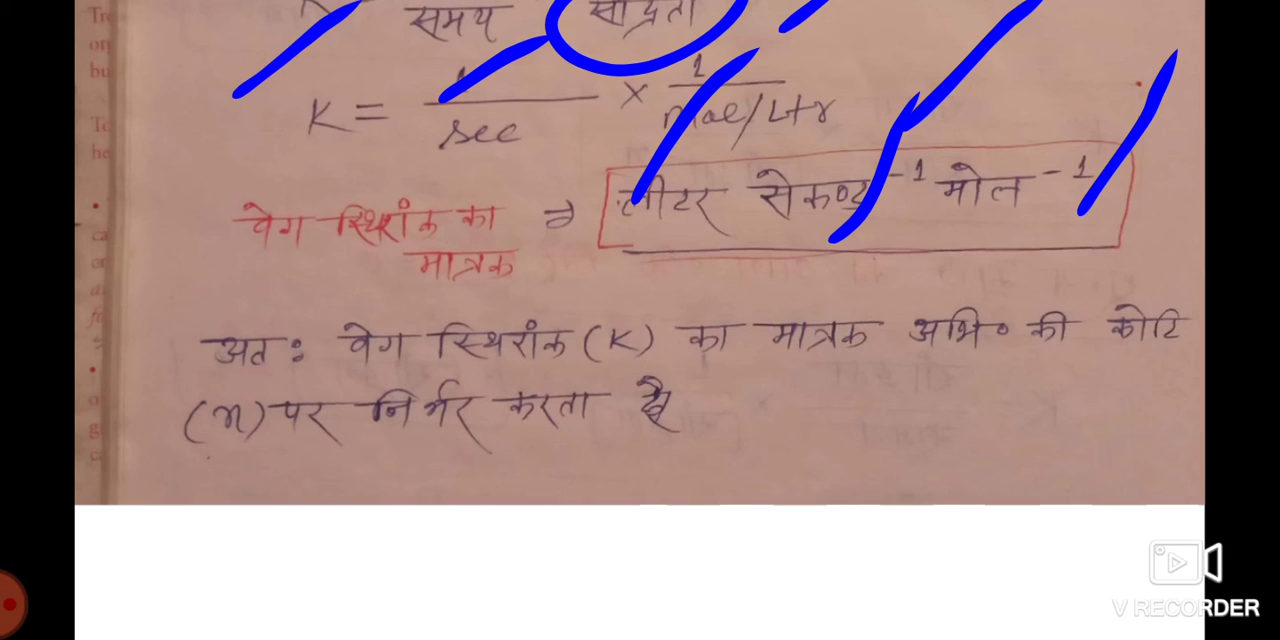 समय सांद्रता
K = 1/sec × 1/mol/Ltr
वेग स्थिरांक का मात्रक ⇒ लीटर सेकण्ड⁻¹ मोल⁻¹
अतः वेग स्थिरांक (K) का मात्रक अभि॰ की कोटि
(n) पर निर्भर करता है
V RECORDER